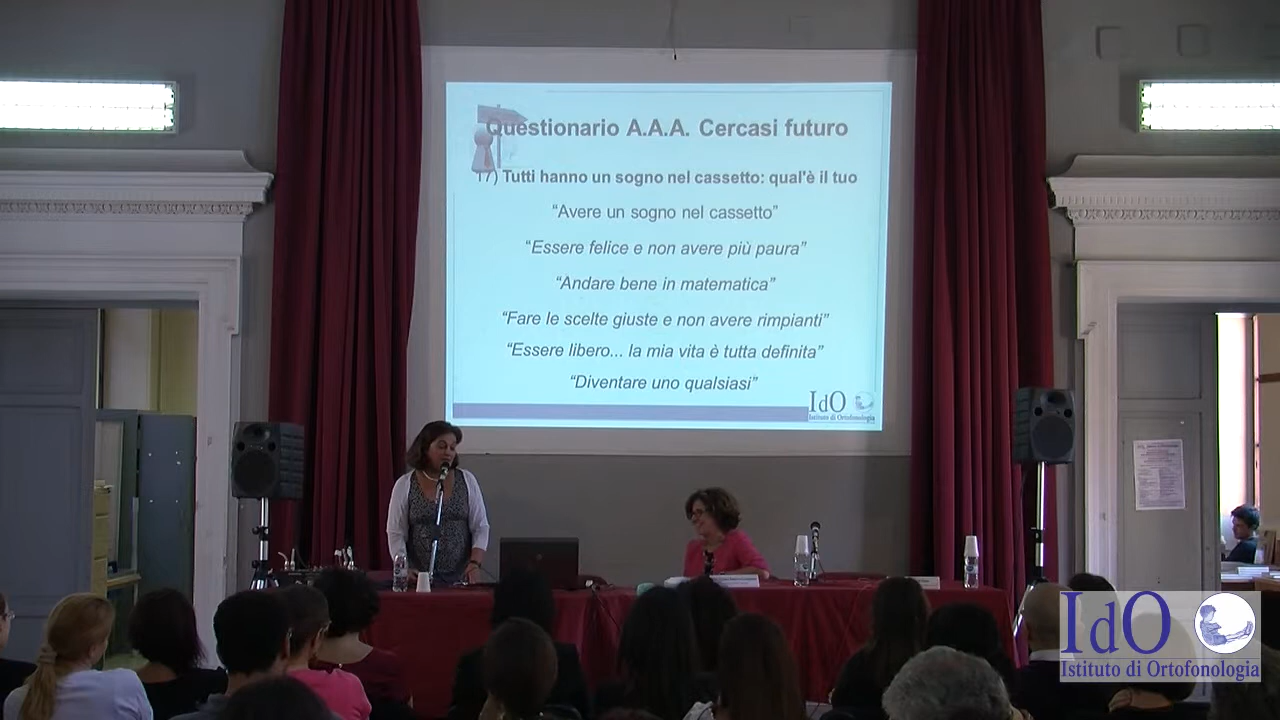 Questionario A.A.A. Cercasi futuro
17) Tutti hanno un sogno nel cassetto: qual'è il tuo
“Avere un sogno nel cassetto”
“Essere felice e non avere più paura”
“Andare bene in matematica”
“Fare le scelte giuste e non avere rimpianti”
“Essere libero... la mia vita è tutta definita”
“Diventare uno qualsiasi”
IdO
Istituto di Ortofonologia
IdO
Istituto di Ortofonologia